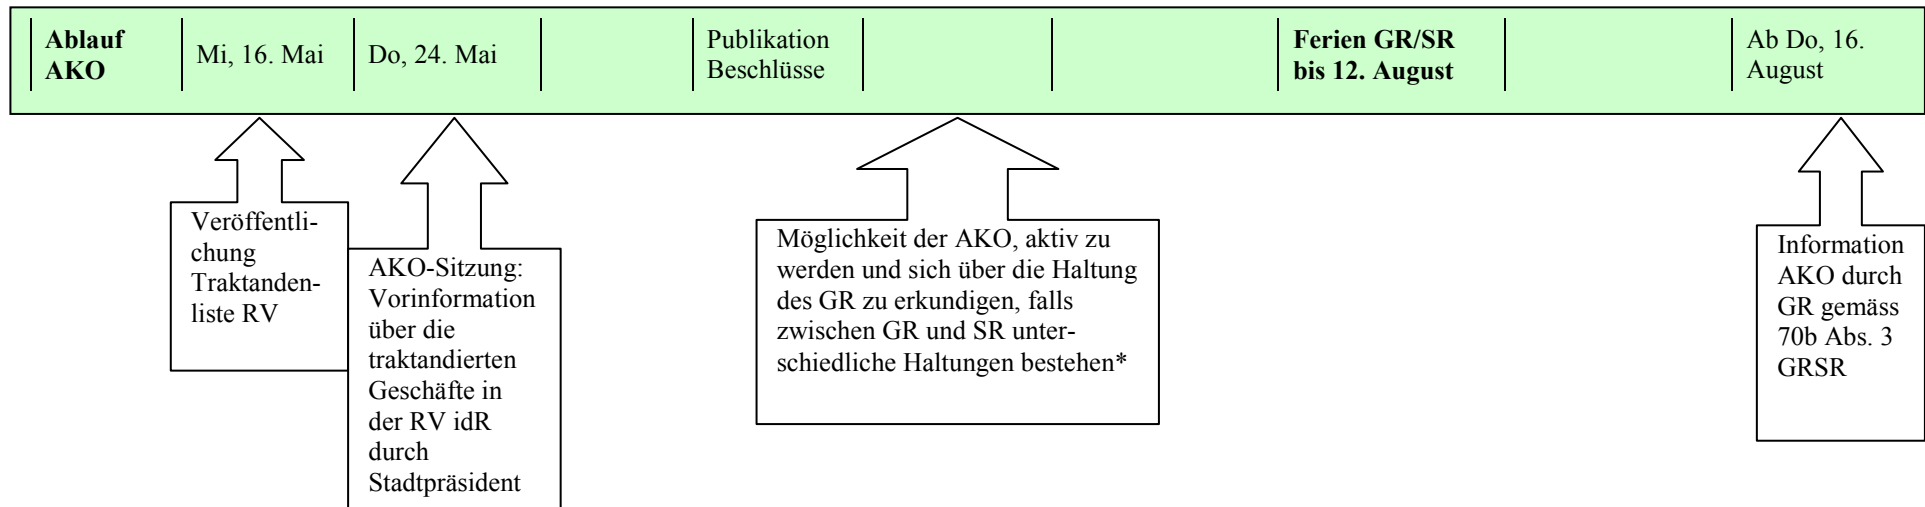 Ablauf
AKO
Mi, 16. Mai
Do, 24. Mai
Publikation
Beschlüsse
Ferien GR/SR
bis 12. August
Ab Do, 16.
August
Veröffentli-
chung
Traktanden-
liste RV
AKO-Sitzung:
Vorinformation
über die
traktandierten
Geschäfte in
der RV idR
durch
Stadtpräsident
Möglichkeit der AKO, aktiv zu
werden und sich über die Haltung
des GR zu erkundigen, falls
zwischen GR und SR unter-
schiedliche Haltungen bestehen*
Information
AKO durch
GR gemäss
70b Abs. 3
GRSR